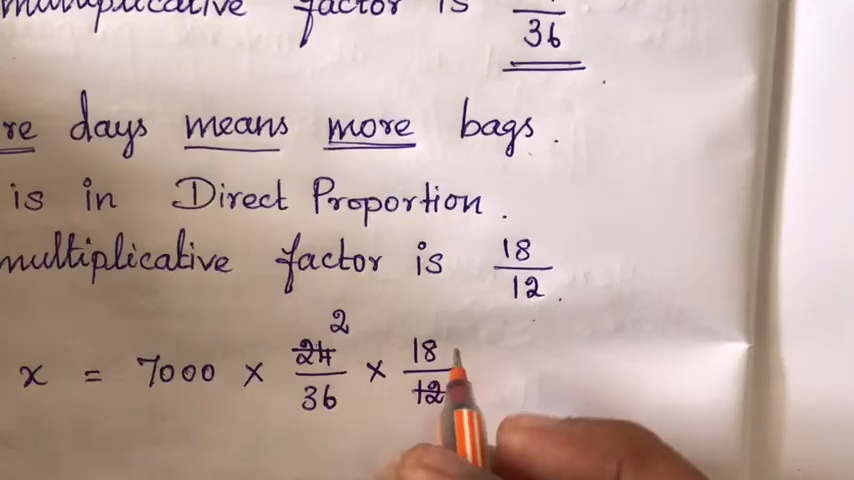 multiplicative factor is
36
re days means more bags.
is in Direct Proportion.
multiplicative factor is 18/12.
2
x = 7000 × 24/36 × 18/12